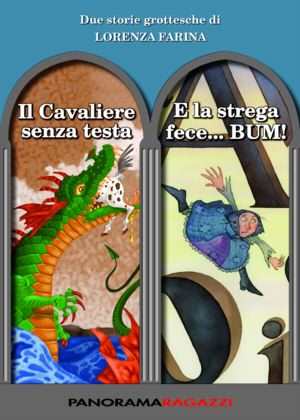 Due storie grottesche di
LORENZA FARINA
Il Cavaliere
senza testa
E la strega
fece... BUM!
PANORAMARAGAZZI